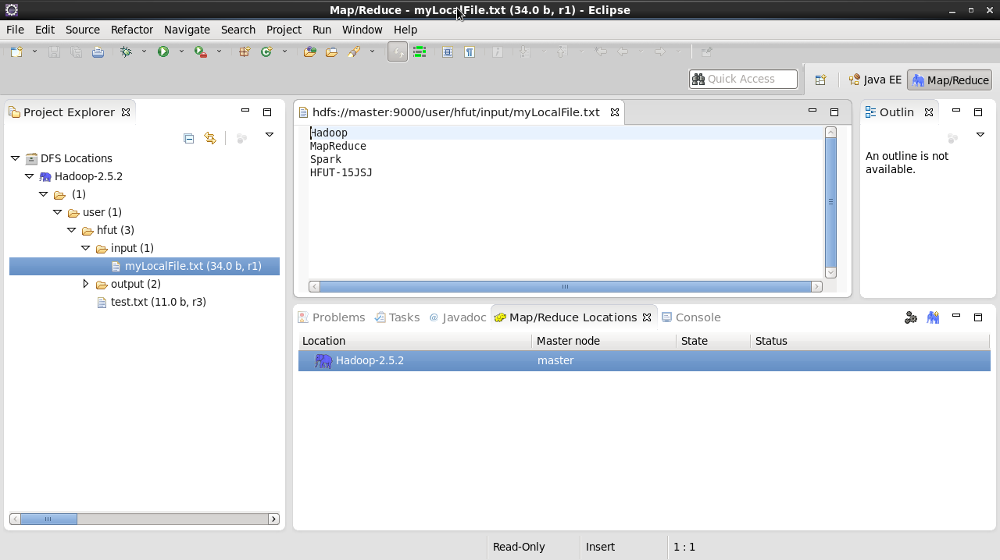 Map/Reduce - myLocalFile.txt (34.0 b, r1) - Eclipse
File Edit Source Refactor Navigate Search Project Run Window Help
Quick Access
Java EE
Map/Reduce
Project Explorer
DFS Locations
Hadoop-2.5.2
(1)
user (1)
hfut (3)
input (1)
myLocalFile.txt (34.0 b, r1)
output (2)
test.txt (11.0 b, r3)
hdfs://master:9000/user/hfut/input/myLocalFile.txt
Hadoop
MapReduce
Spark
HFUT-15JSJ
Outlin
An outline is not
available.
Problems Tasks @ Javadoc Map/Reduce Locations Console
Location Master node State Status
Hadoop-2.5.2 master
Read-Only Insert 1 : 1